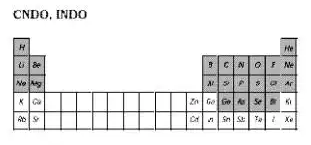 CNDO, INDO
H He
Li Be B C N O F Ne
Na Mg Al Si P S Cl Ar
K Ca Zn Ga Ge As Se Br Kr
Rb Sr Cd In Sn Sb Te I Xe